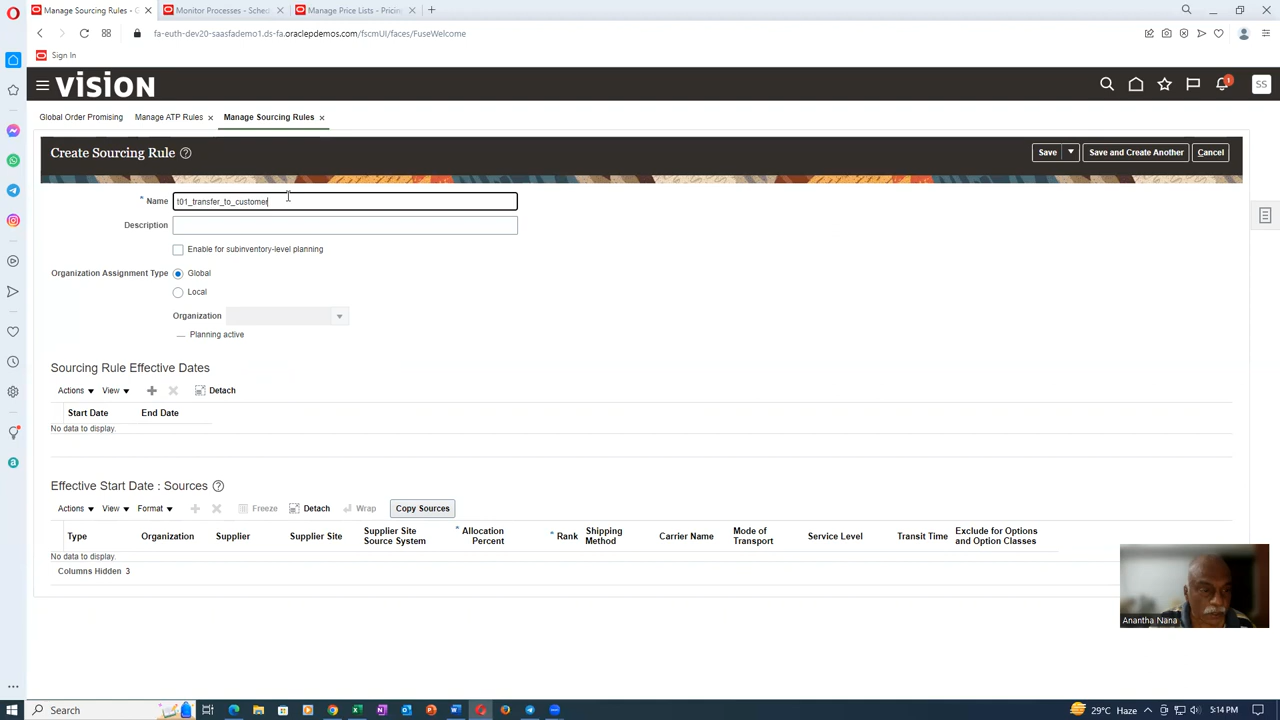 Manage Sourcing Rules - G
Monitor Processes - Sched
Manage Price Lists - Pricin
fa-euth-dev20-saasfademo1.ds-fa.oraclepdemos.com/fscmUI/faces/FuseWelcome
Sign In
VISION
1
SS
Global Order Promising
Manage ATP Rules
Manage Sourcing Rules
Create Sourcing Rule
Save
Save and Create Another
Cancel
* Name t01_transfer_to_customer
Description
Enable for subinventory-level planning
Organization Assignment Type Global
Local
Organization
Planning active
Sourcing Rule Effective Dates
Actions View Detach
Start Date End Date
No data to display.
Effective Start Date : Sources
Actions View Format Freeze Detach Wrap Copy Sources
Type
Organization
Supplier
Supplier Site
Supplier Site Source System
* Allocation Percent
* Rank
Shipping Method
Carrier Name
Mode of Transport
Service Level
Transit Time
Exclude for Options and Option Classes
No data to display.
Columns Hidden 3
Anantha Nana
Search
29°C Haze
5:14 PM